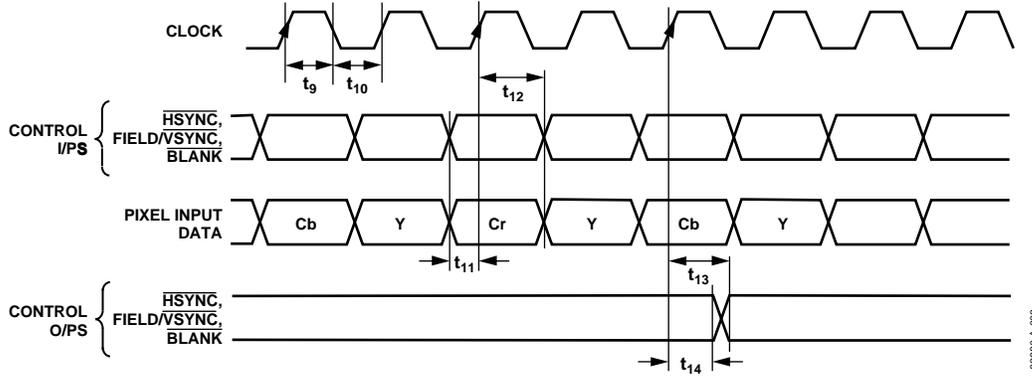 CLOCK
t9
t10
t12
CONTROL
I/PS
HSYNC,
FIELD/VSYNC,
BLANK
PIXEL INPUT
DATA
Cb
Y
Cr
Y
Cb
Y
t11
t13
CONTROL
O/PS
HSYNC,
FIELD/VSYNC,
BLANK
t14